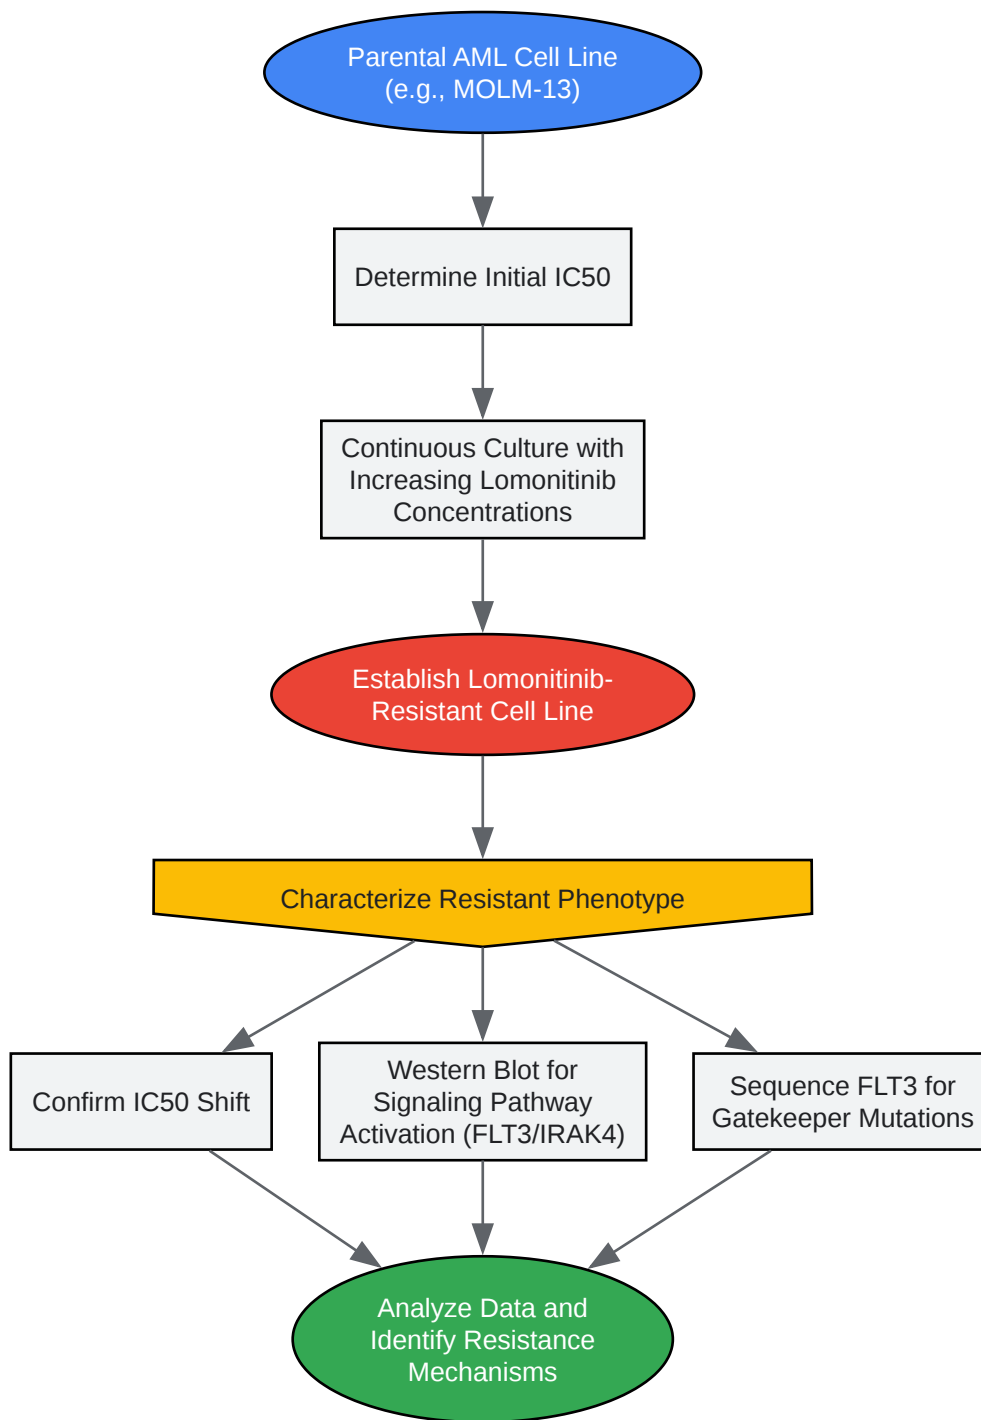 Parental AML Cell Line
(e.g., MOLM-13)
Determine Initial IC50
Continuous Culture with
Increasing Lomonitinib
Concentrations
Establish Lomonitinib-
Resistant Cell Line
Characterize Resistant Phenotype
Confirm IC50 Shift
Western Blot for
Signaling Pathway
Activation (FLT3/IRAK4)
Sequence FLT3 for
Gatekeeper Mutations
Analyze Data and
Identify Resistance
Mechanisms